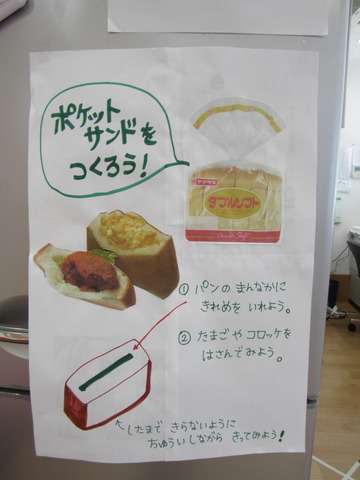 ポケット
サンドを
つくろう!
ヤマザキ
ダブルソフト
Double Soft
① パンの まんなかに
きれめを いれよう。
② たまご や コロッケを
はさんでみよう。
したまで きらないように
ちゅういしながら きってみよう!